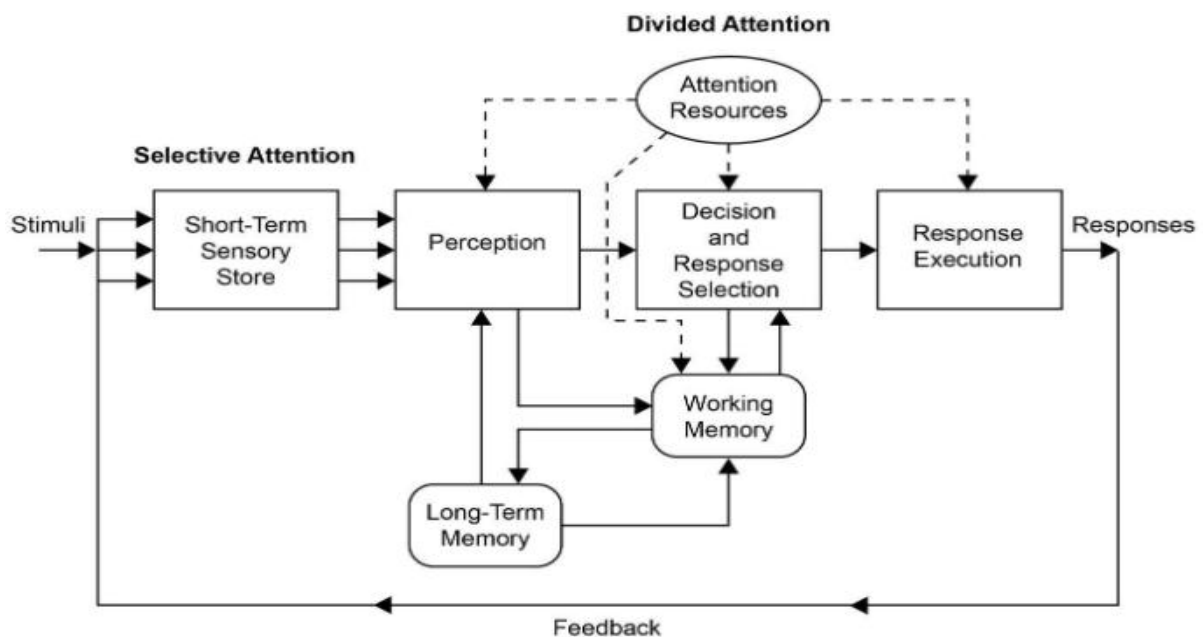 Divided Attention
Attention
Resources
Selective Attention
Stimuli
Short-Term
Sensory
Store
Perception
Decision
and
Response
Selection
Response
Execution
Responses
Working
Memory
Long-Term
Memory
Feedback